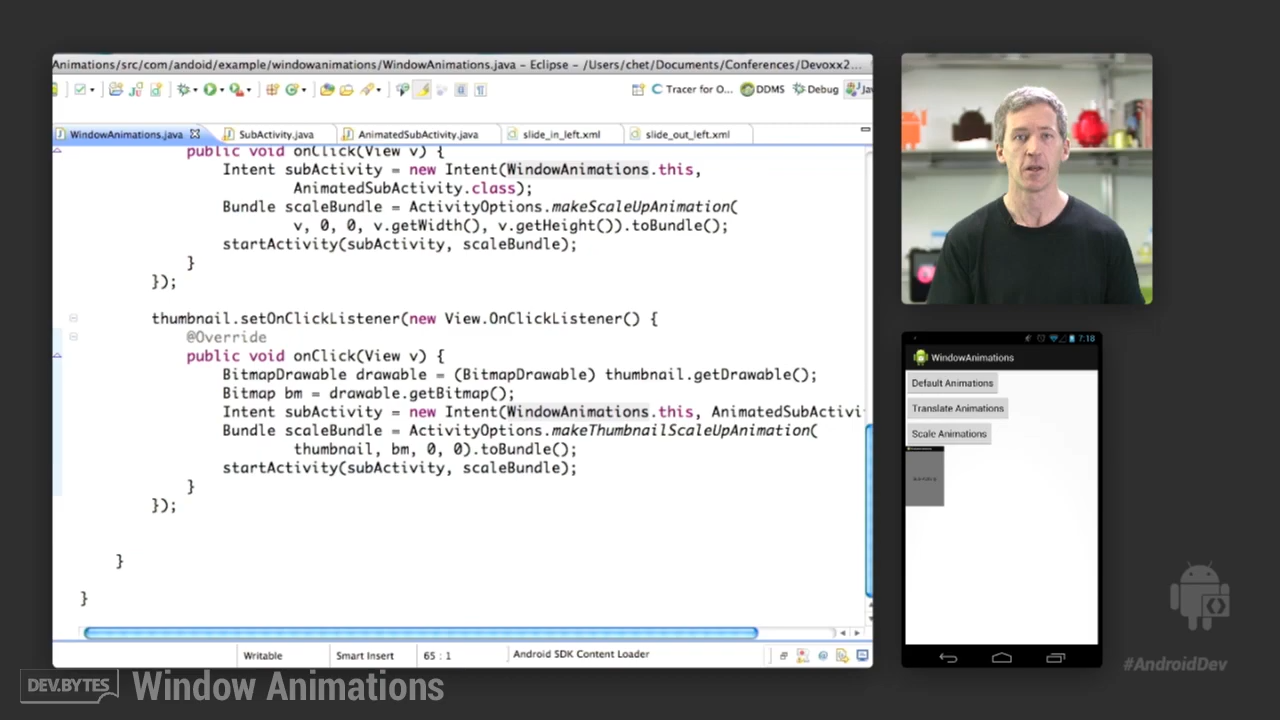 Animations/src/com/andoid/example/windowanimations/WindowAnimations.java – Eclipse – /Users/chet/Documents/Conferences/Devoxx2...
Tracer for O... DDMS Debug Jav
WindowAnimations.java SubActivity.java AnimatedSubActivity.java slide_in_left.xml slide_out_left.xml
public void onClick(View v) {
Intent subActivity = new Intent(WindowAnimations.this,
AnimatedSubActivity.class);
Bundle scaleBundle = ActivityOptions.makeScaleUpAnimation(
v, 0, 0, v.getWidth(), v.getHeight()).toBundle();
startActivity(subActivity, scaleBundle);
}
});
thumbnail.setOnClickListener(new View.OnClickListener() {
@Override
public void onClick(View v) {
BitmapDrawable drawable = (BitmapDrawable) thumbnail.getDrawable();
Bitmap bm = drawable.getBitmap();
Intent subActivity = new Intent(WindowAnimations.this, AnimatedSubActivi
Bundle scaleBundle = ActivityOptions.makeThumbnailScaleUpAnimation(
thumbnail, bm, 0, 0).toBundle();
startActivity(subActivity, scaleBundle);
}
});
}
}
Writable Smart Insert 65 : 1 Android SDK Content Loader
7:18
WindowAnimations
Default Animations
Translate Animations
Scale Animations
DEV.BYTES Window Animations
#AndroidDev